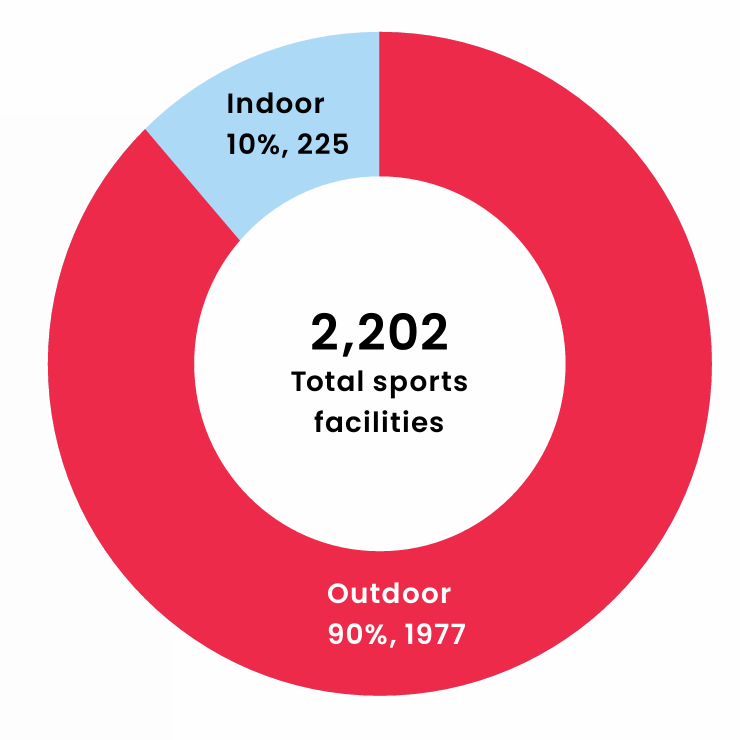 Indoor
10%, 225
2,202
Total sports
facilities
Outdoor
90%, 1977